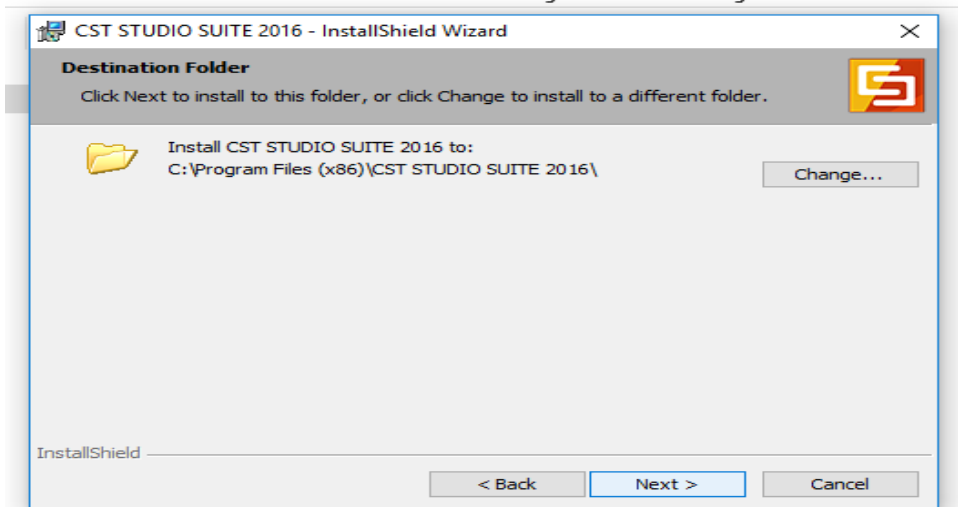 CST STUDIO SUITE 2016 - InstallShield Wizard
Destination Folder
Click Next to install to this folder, or click Change to install to a different folder.
Install CST STUDIO SUITE 2016 to:
C:\Program Files (x86)\CST STUDIO SUITE 2016\
Change...
InstallShield
< Back
Next >
Cancel